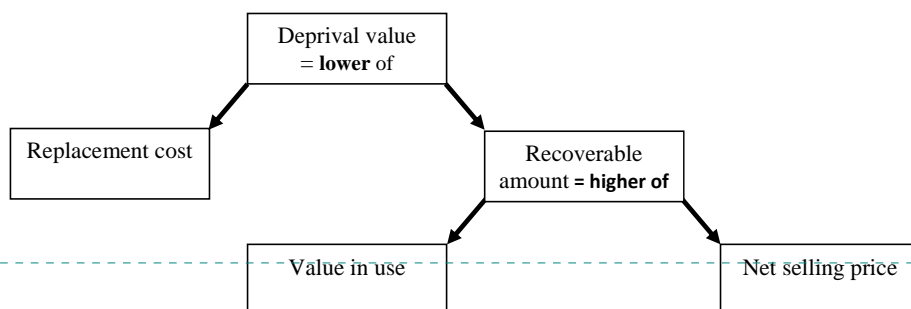 Deprival value
= lower of
Replacement cost
Recoverable
amount = higher of
Value in use
Net selling price